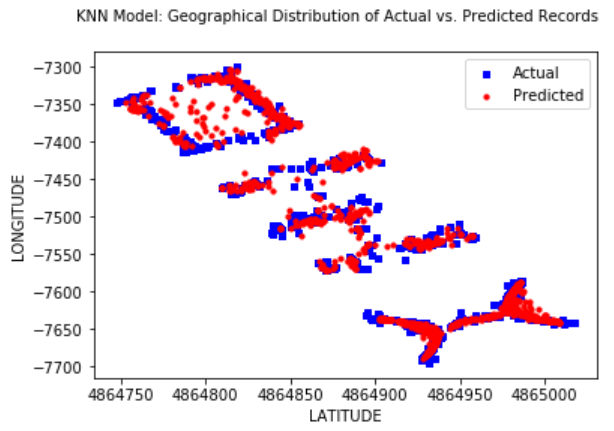 KNN Model: Geographical Distribution of Actual vs. Predicted Records
−7300
−7350
−7400
−7450
−7500
−7550
−7600
−7650
−7700
LONGITUDE
Actual
Predicted
4864750 4864800 4864850 4864900 4864950 4865000
LATITUDE